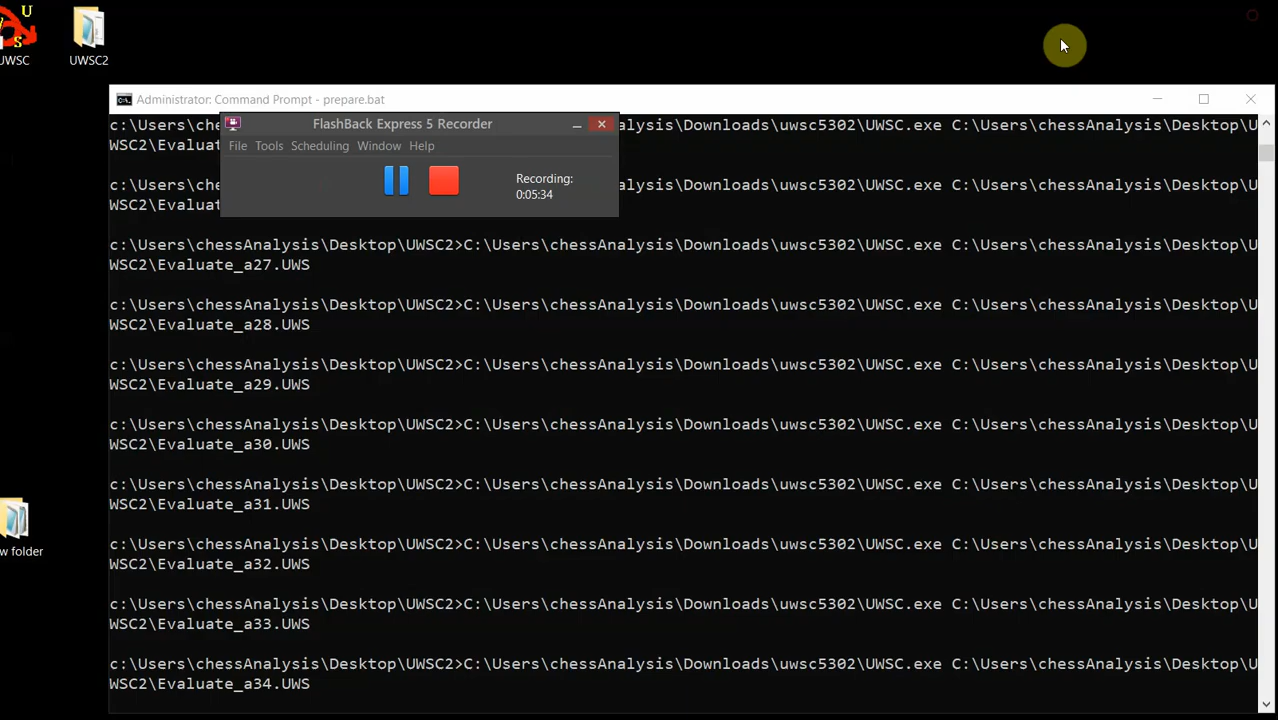 U
S
UWSC
UWSC2
Administrator: Command Prompt - prepare.bat
FlashBack Express 5 Recorder
File Tools Scheduling Window Help
Recording:
0:05:34
c:\Users\che alysis\Downloads\uwsc5302\UWSC.exe C:\Users\chessAnalysis\Desktop\U
WSC2\Evaluat
c:\Users\che alysis\Downloads\uwsc5302\UWSC.exe C:\Users\chessAnalysis\Desktop\U
WSC2\Evaluat
c:\Users\chessAnalysis\Desktop\UWSC2>C:\Users\chessAnalysis\Downloads\uwsc5302\UWSC.exe C:\Users\chessAnalysis\Desktop\U
WSC2\Evaluate_a27.UWS
c:\Users\chessAnalysis\Desktop\UWSC2>C:\Users\chessAnalysis\Downloads\uwsc5302\UWSC.exe C:\Users\chessAnalysis\Desktop\U
WSC2\Evaluate_a28.UWS
c:\Users\chessAnalysis\Desktop\UWSC2>C:\Users\chessAnalysis\Downloads\uwsc5302\UWSC.exe C:\Users\chessAnalysis\Desktop\U
WSC2\Evaluate_a29.UWS
c:\Users\chessAnalysis\Desktop\UWSC2>C:\Users\chessAnalysis\Downloads\uwsc5302\UWSC.exe C:\Users\chessAnalysis\Desktop\U
WSC2\Evaluate_a30.UWS
c:\Users\chessAnalysis\Desktop\UWSC2>C:\Users\chessAnalysis\Downloads\uwsc5302\UWSC.exe C:\Users\chessAnalysis\Desktop\U
WSC2\Evaluate_a31.UWS
c:\Users\chessAnalysis\Desktop\UWSC2>C:\Users\chessAnalysis\Downloads\uwsc5302\UWSC.exe C:\Users\chessAnalysis\Desktop\U
WSC2\Evaluate_a32.UWS
c:\Users\chessAnalysis\Desktop\UWSC2>C:\Users\chessAnalysis\Downloads\uwsc5302\UWSC.exe C:\Users\chessAnalysis\Desktop\U
WSC2\Evaluate_a33.UWS
c:\Users\chessAnalysis\Desktop\UWSC2>C:\Users\chessAnalysis\Downloads\uwsc5302\UWSC.exe C:\Users\chessAnalysis\Desktop\U
WSC2\Evaluate_a34.UWS
w folder